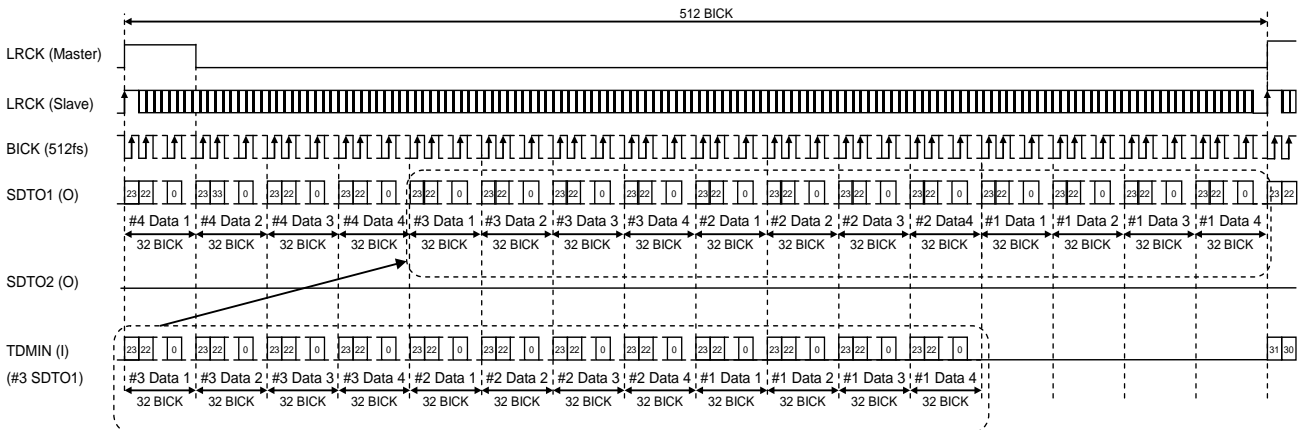 512 BICK
LRCK (Master)
LRCK (Slave)
BICK (512fs)
SDTO1 (O) 23 22 0 23 33 0 23 22 0 23 22 0 23 22 0 23 22 0 23 22 0 23 22 0 23 22 0 23 22 0 23 22 0 23 22 0 23 22 0 23 22 0 23 22 0 23 22 0 23 22
#4 Data 1 #4 Data 2 #4 Data 3 #4 Data 4 #3 Data 1 #3 Data 2 #3 Data 3 #3 Data 4 #2 Data 1 #2 Data 2 #2 Data 3 #2 Data4 #1 Data 1 #1 Data 2 #1 Data 3 #1 Data 4
32 BICK 32 BICK 32 BICK 32 BICK 32 BICK 32 BICK 32 BICK 32 BICK 32 BICK 32 BICK 32 BICK 32 BICK 32 BICK 32 BICK 32 BICK 32 BICK
SDTO2 (O)
TDMIN (I) 23 22 0 23 22 0 23 22 0 23 22 0 23 22 0 23 22 0 23 22 0 23 22 0 23 22 0 23 22 0 23 22 0 23 22 0 31 30
(#3 SDTO1) #3 Data 1 #3 Data 2 #3 Data 3 #3 Data 4 #2 Data 1 #2 Data 2 #2 Data 3 #2 Data 4 #1 Data 1 #1 Data 2 #1 Data 3 #1 Data 4
32 BICK 32 BICK 32 BICK 32 BICK 32 BICK 32 BICK 32 BICK 32 BICK 32 BICK 32 BICK 32 BICK 32 BICK